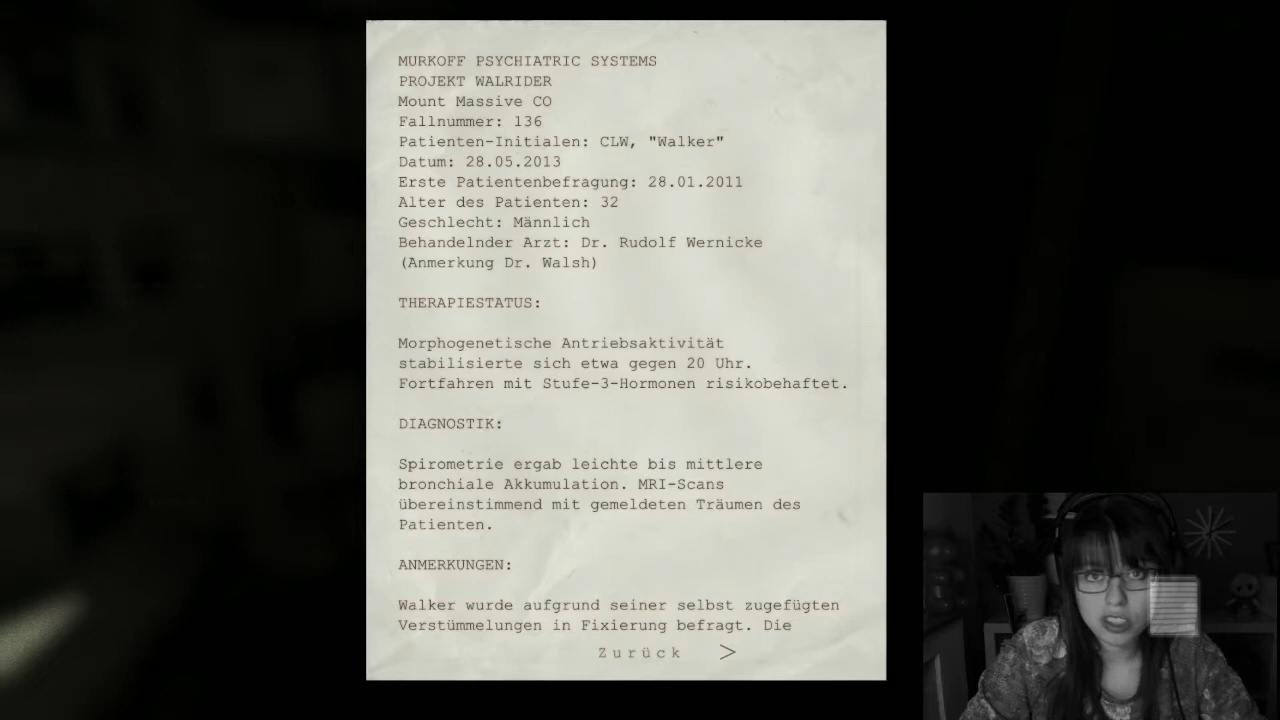 MURKOFF PSYCHIATRIC SYSTEMS
PROJEKT WALRIDER
Mount Massive CO
Fallnummer: 136
Patienten-Initialen: CLW, "Walker"
Datum: 28.05.2013
Erste Patientenbefragung: 28.01.2011
Alter des Patienten: 32
Geschlecht: Männlich
Behandelnder Arzt: Dr. Rudolf Wernicke
(Anmerkung Dr. Walsh)
THERAPIESTATUS:
Morphogenetische Antriebsaktivität
stabilisierte sich etwa gegen 20 Uhr.
Fortfahren mit Stufe-3-Hormonen risikobehaftet.
DIAGNOSTIK:
Spirometrie ergab leichte bis mittlere
bronchiale Akkumulation. MRI-Scans
übereinstimmend mit gemeldeten Träumen des
Patienten.
ANMERKUNGEN:
Walker wurde aufgrund seiner selbst zugefügten
Verstümmelungen in Fixierung befragt. Die
Zurück >